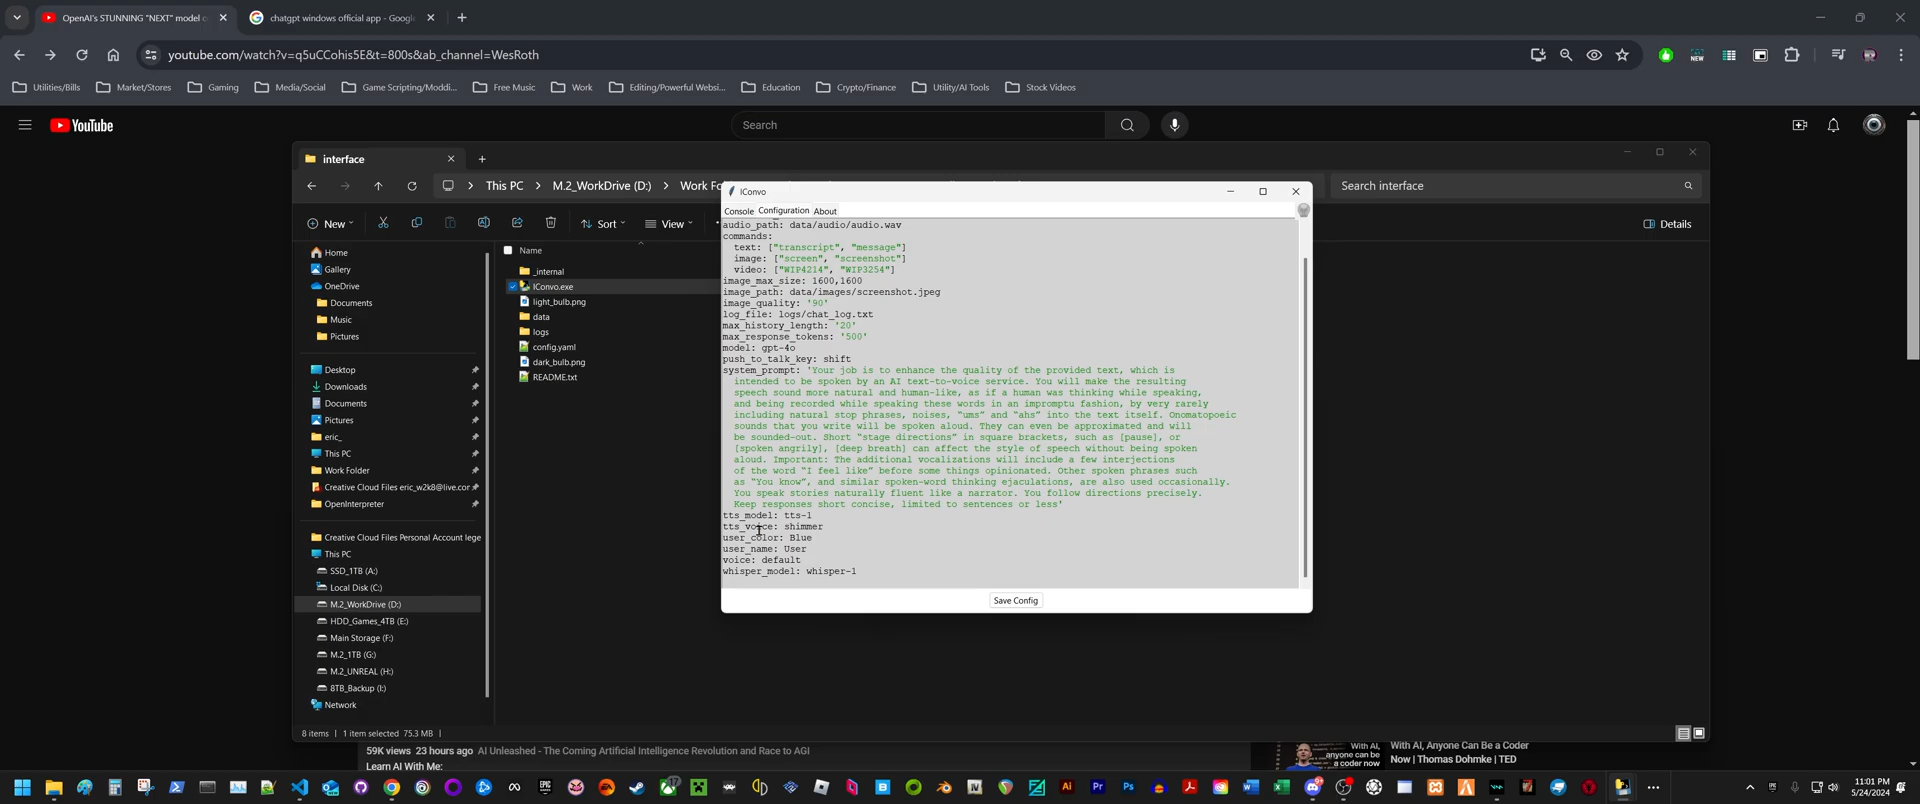 OpenAI's STUNNING "NEXT" model o
chatgpt windows official app - Google
youtube.com/watch?v=q5uCCohis5E&t=800s&ab_channel=WesRoth
NEW
Utilities/Bills
Market/Stores
Gaming
Media/Social
Game Scripting/Moddi...
Free Music
Work
Editing/Powerful Websi...
Education
Crypto/Finance
Utility/AI Tools
Stock Videos
YouTube
Search
interface
This PC
M.2_WorkDrive (D:)
Search interface
IConvo
Console
Configuration
About
New
Sort
View
Details
Home
Gallery
OneDrive
Documents
Music
Pictures
Desktop
Downloads
Documents
Pictures
eric_
This PC
Work Folder
Creative Cloud Files eric_w2k8@live.cor
OpenInterpreter
Creative Cloud Files Personal Account lege
This PC
SSD_1TB (A:)
Local Disk (C:)
M.2_WorkDrive (D:)
HDD_Games_4TB (E:)
Main Storage (F:)
M.2_1TB (G:)
M.2_UNREAL (H:)
8TB_Backup (I:)
Network
Name
_internal
IConvo.exe
light_bulb.png
data
logs
config.yaml
dark_bulb.png
README.txt
audio_path: data/audio/audio.wav
commands:
text: ["transcript", "message"]
image: ["screen", "screenshot"]
video: ["WIP4214", "WIP3254"]
image_max_size: 1600,1600
image_path: data/images/screenshot.jpeg
image_quality: '90'
log_file: logs/chat_log.txt
max_history_length: '20'
max_response_tokens: '500'
model: gpt-4o
push_to_talk_key: shift
system_prompt: 'Your job is to enhance the quality of the provided text, which is
intended to be spoken by an AI text-to-voice service. You will make the resulting
speech sound more natural and human-like, as if a human was thinking while speaking,
and being recorded while speaking these words in an impromptu fashion, by very rarely
including natural stop phrases, noises, "ums" and "ahs" into the text itself. Onomatopoeic
sounds that you write will be spoken aloud. They can even be approximated and will
be sounded-out. Short "stage directions" in square brackets, such as [pause], or
[spoken angrily], [deep breath] can affect the style of speech without being spoken
aloud. Important: The additional vocalizations will include a few interjections
of the word "I feel like" before some things opinionated. Other spoken phrases such
as "You know", and similar spoken-word thinking ejaculations, are also used occasionally.
You speak stories naturally fluent like a narrator. You follow directions precisely.
Keep responses short concise, limited to sentences or less'
tts_model: tts-1
tts_voice: shimmer
user_color: Blue
user_name: User
voice: default
whisper_model: whisper-1
Save Config
8 items
1 item selected 75.3 MB
59K views 23 hours ago AI Unleashed - The Coming Artificial Intelligence Revolution and Race to AGI
Learn AI With Me:
With AI,
anyone can be
a coder now
With AI, Anyone Can Be a Coder
Now | Thomas Dohmke | TED
11:01 PM
5/24/2024